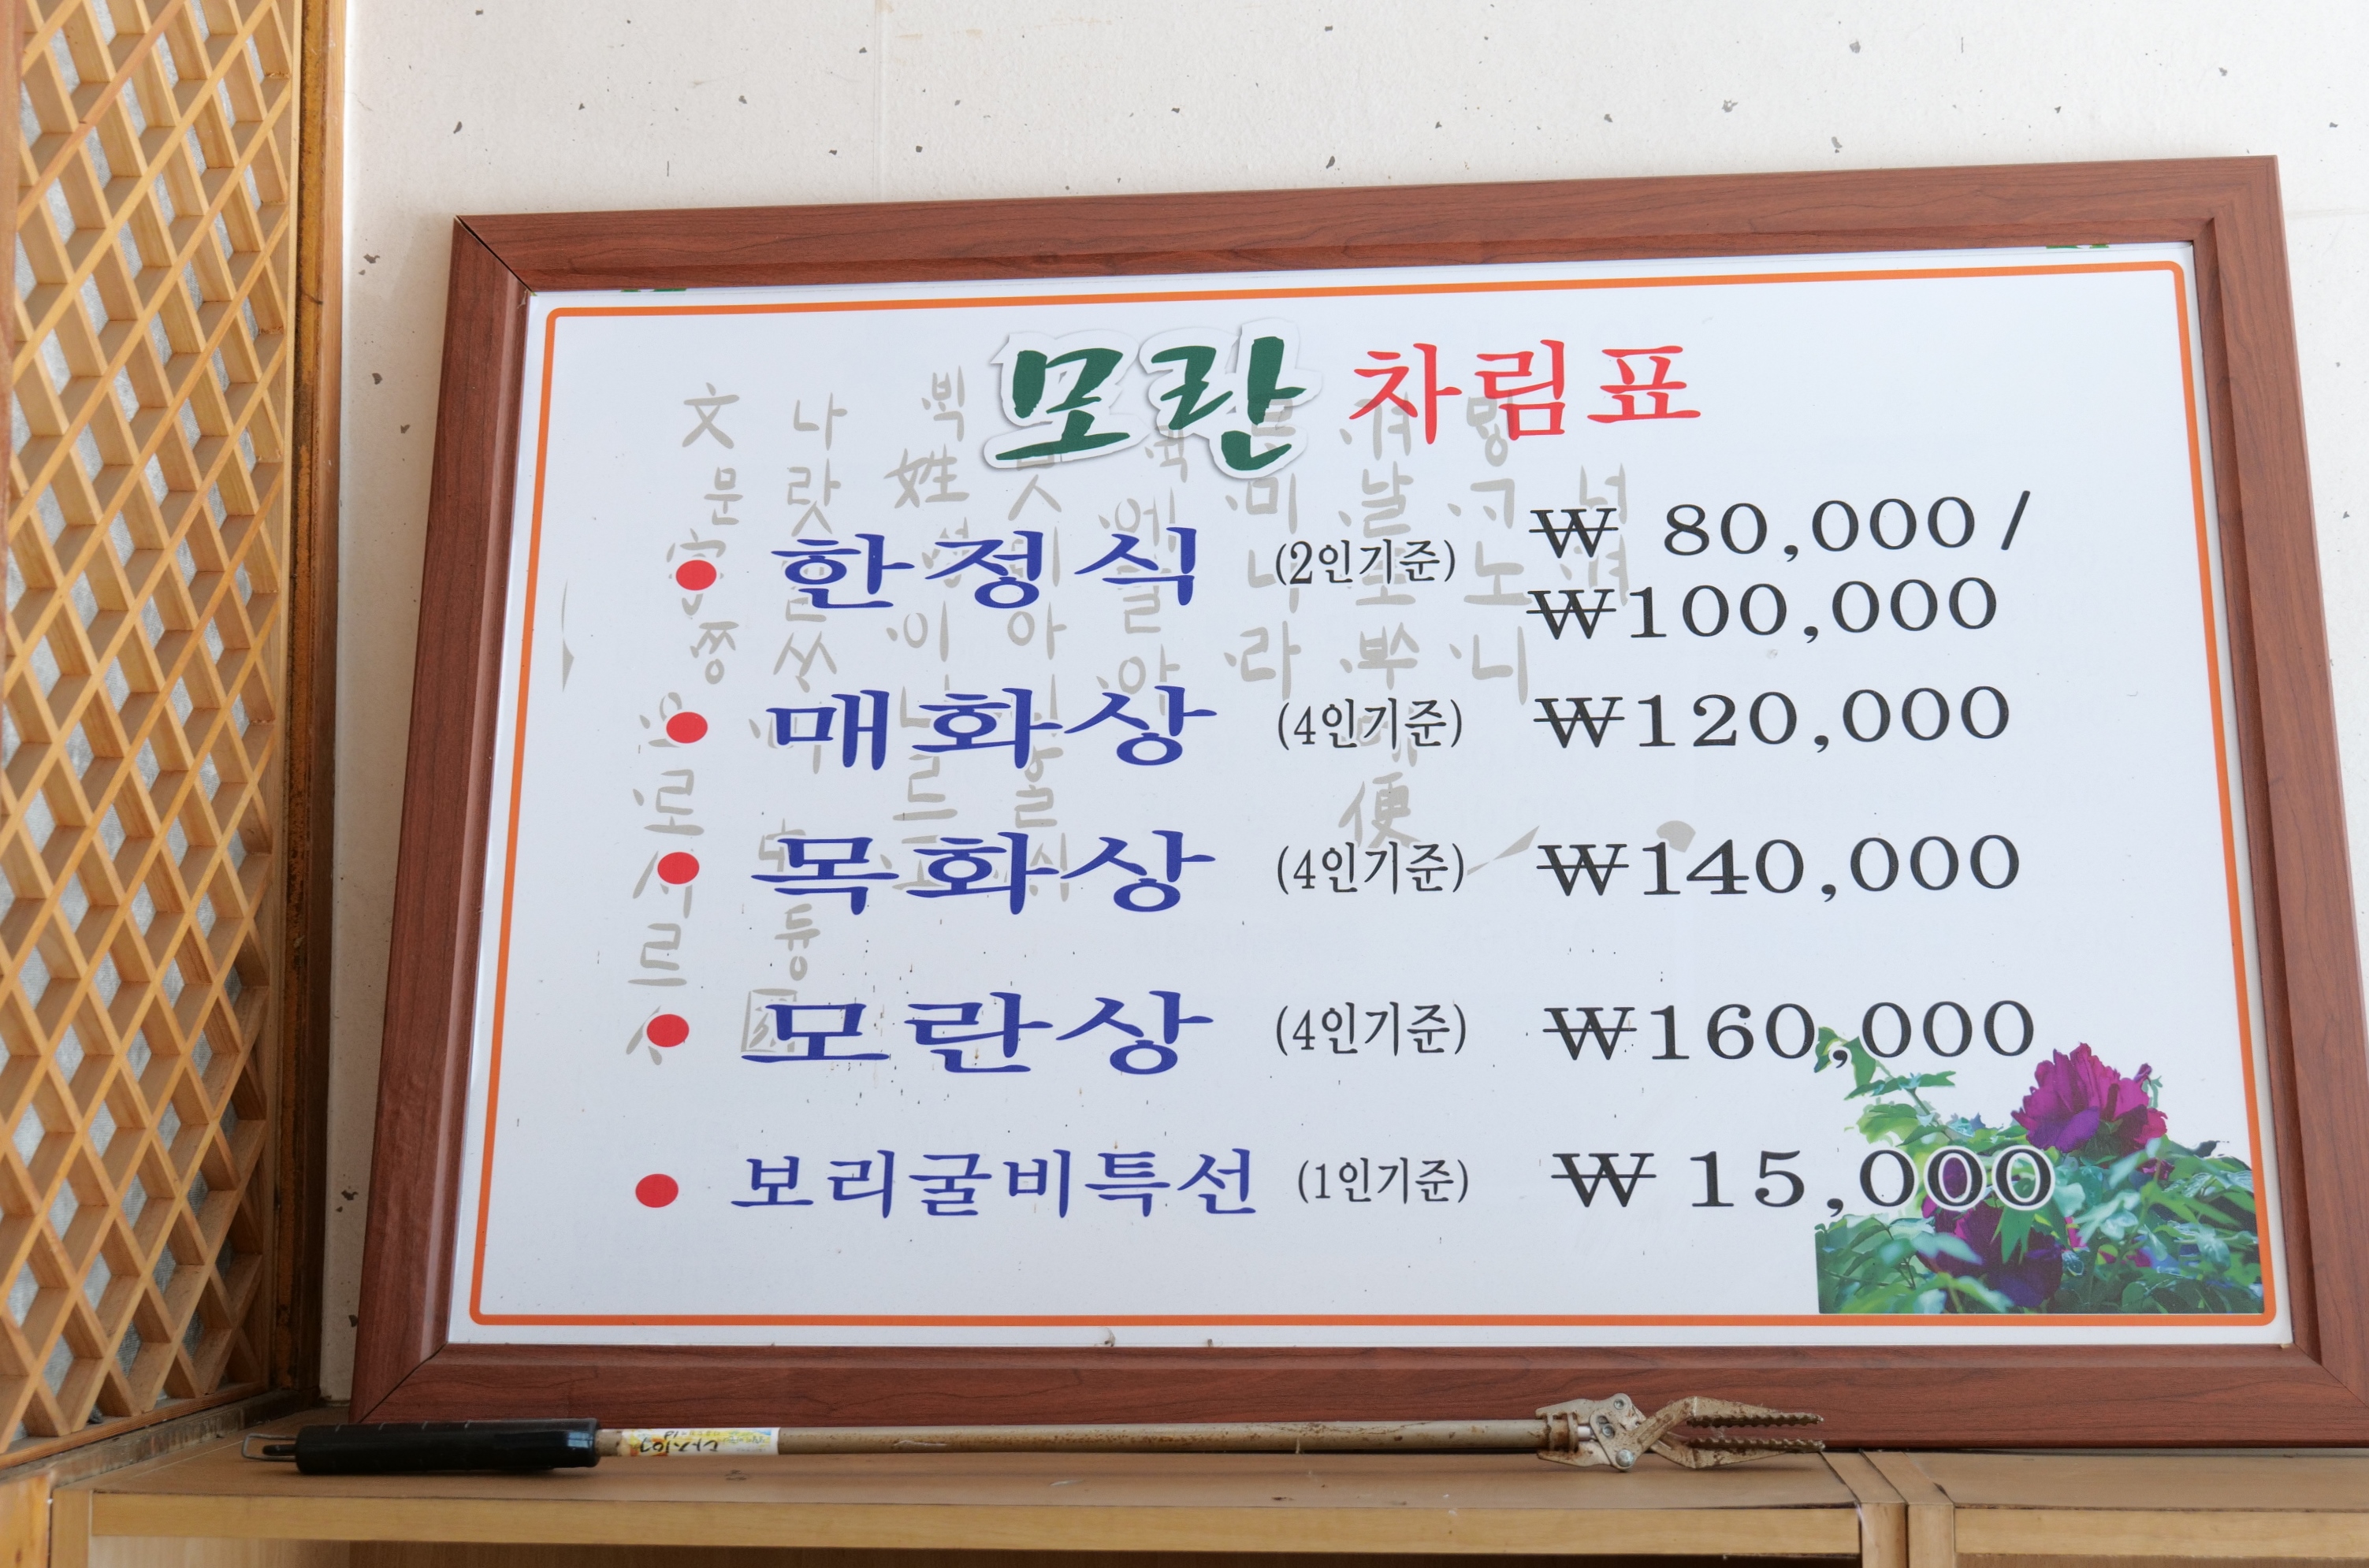 모란 차림표
한정식 (2인기준) ₩ 80,000/
₩100,000
매화상 (4인기준) ₩120,000
목화상 (4인기준) ₩140,000
모란상 (4인기준) ₩160,000
보리굴비특선 (1인기준) ₩ 15,000